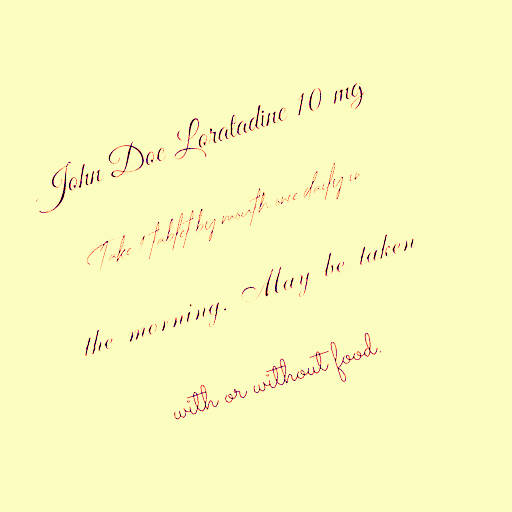 John Doe Loratadine 10 mg
Take 1 tablet by mouth once daily in
the morning. May be taken
with or without food.